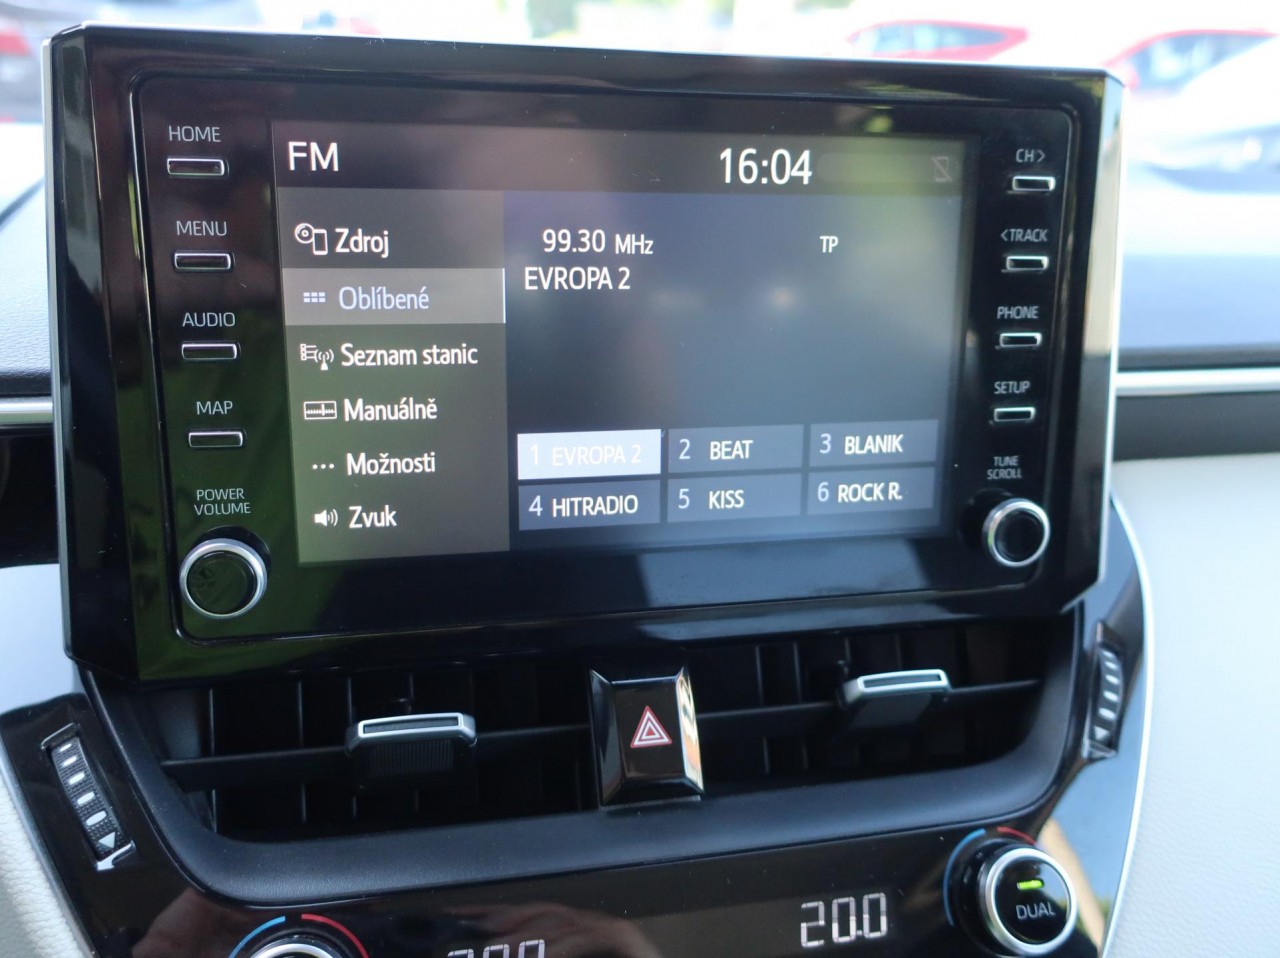 HOME
MENU
AUDIO
MAP
POWER
VOLUME
FM
16:04
Zdroj
Oblíbené
Seznam stanic
Manuálně
Možnosti
Zvuk
99.30 MHz
TP
EVROPA 2
1 EVROPA 2
2 BEAT
3 BLANIK
4 HITRADIO
5 KISS
6 ROCK R.
CH>
<TRACK
PHONE
SETUP
TUNE
SCROLL
20.0
DUAL